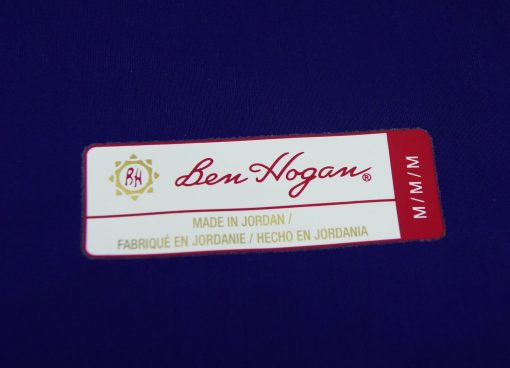 BH
Ben Hogan®
MADE IN JORDAN /
FABRIQUÉ EN JORDANIE / HECHO EN JORDANIA
M / M / M